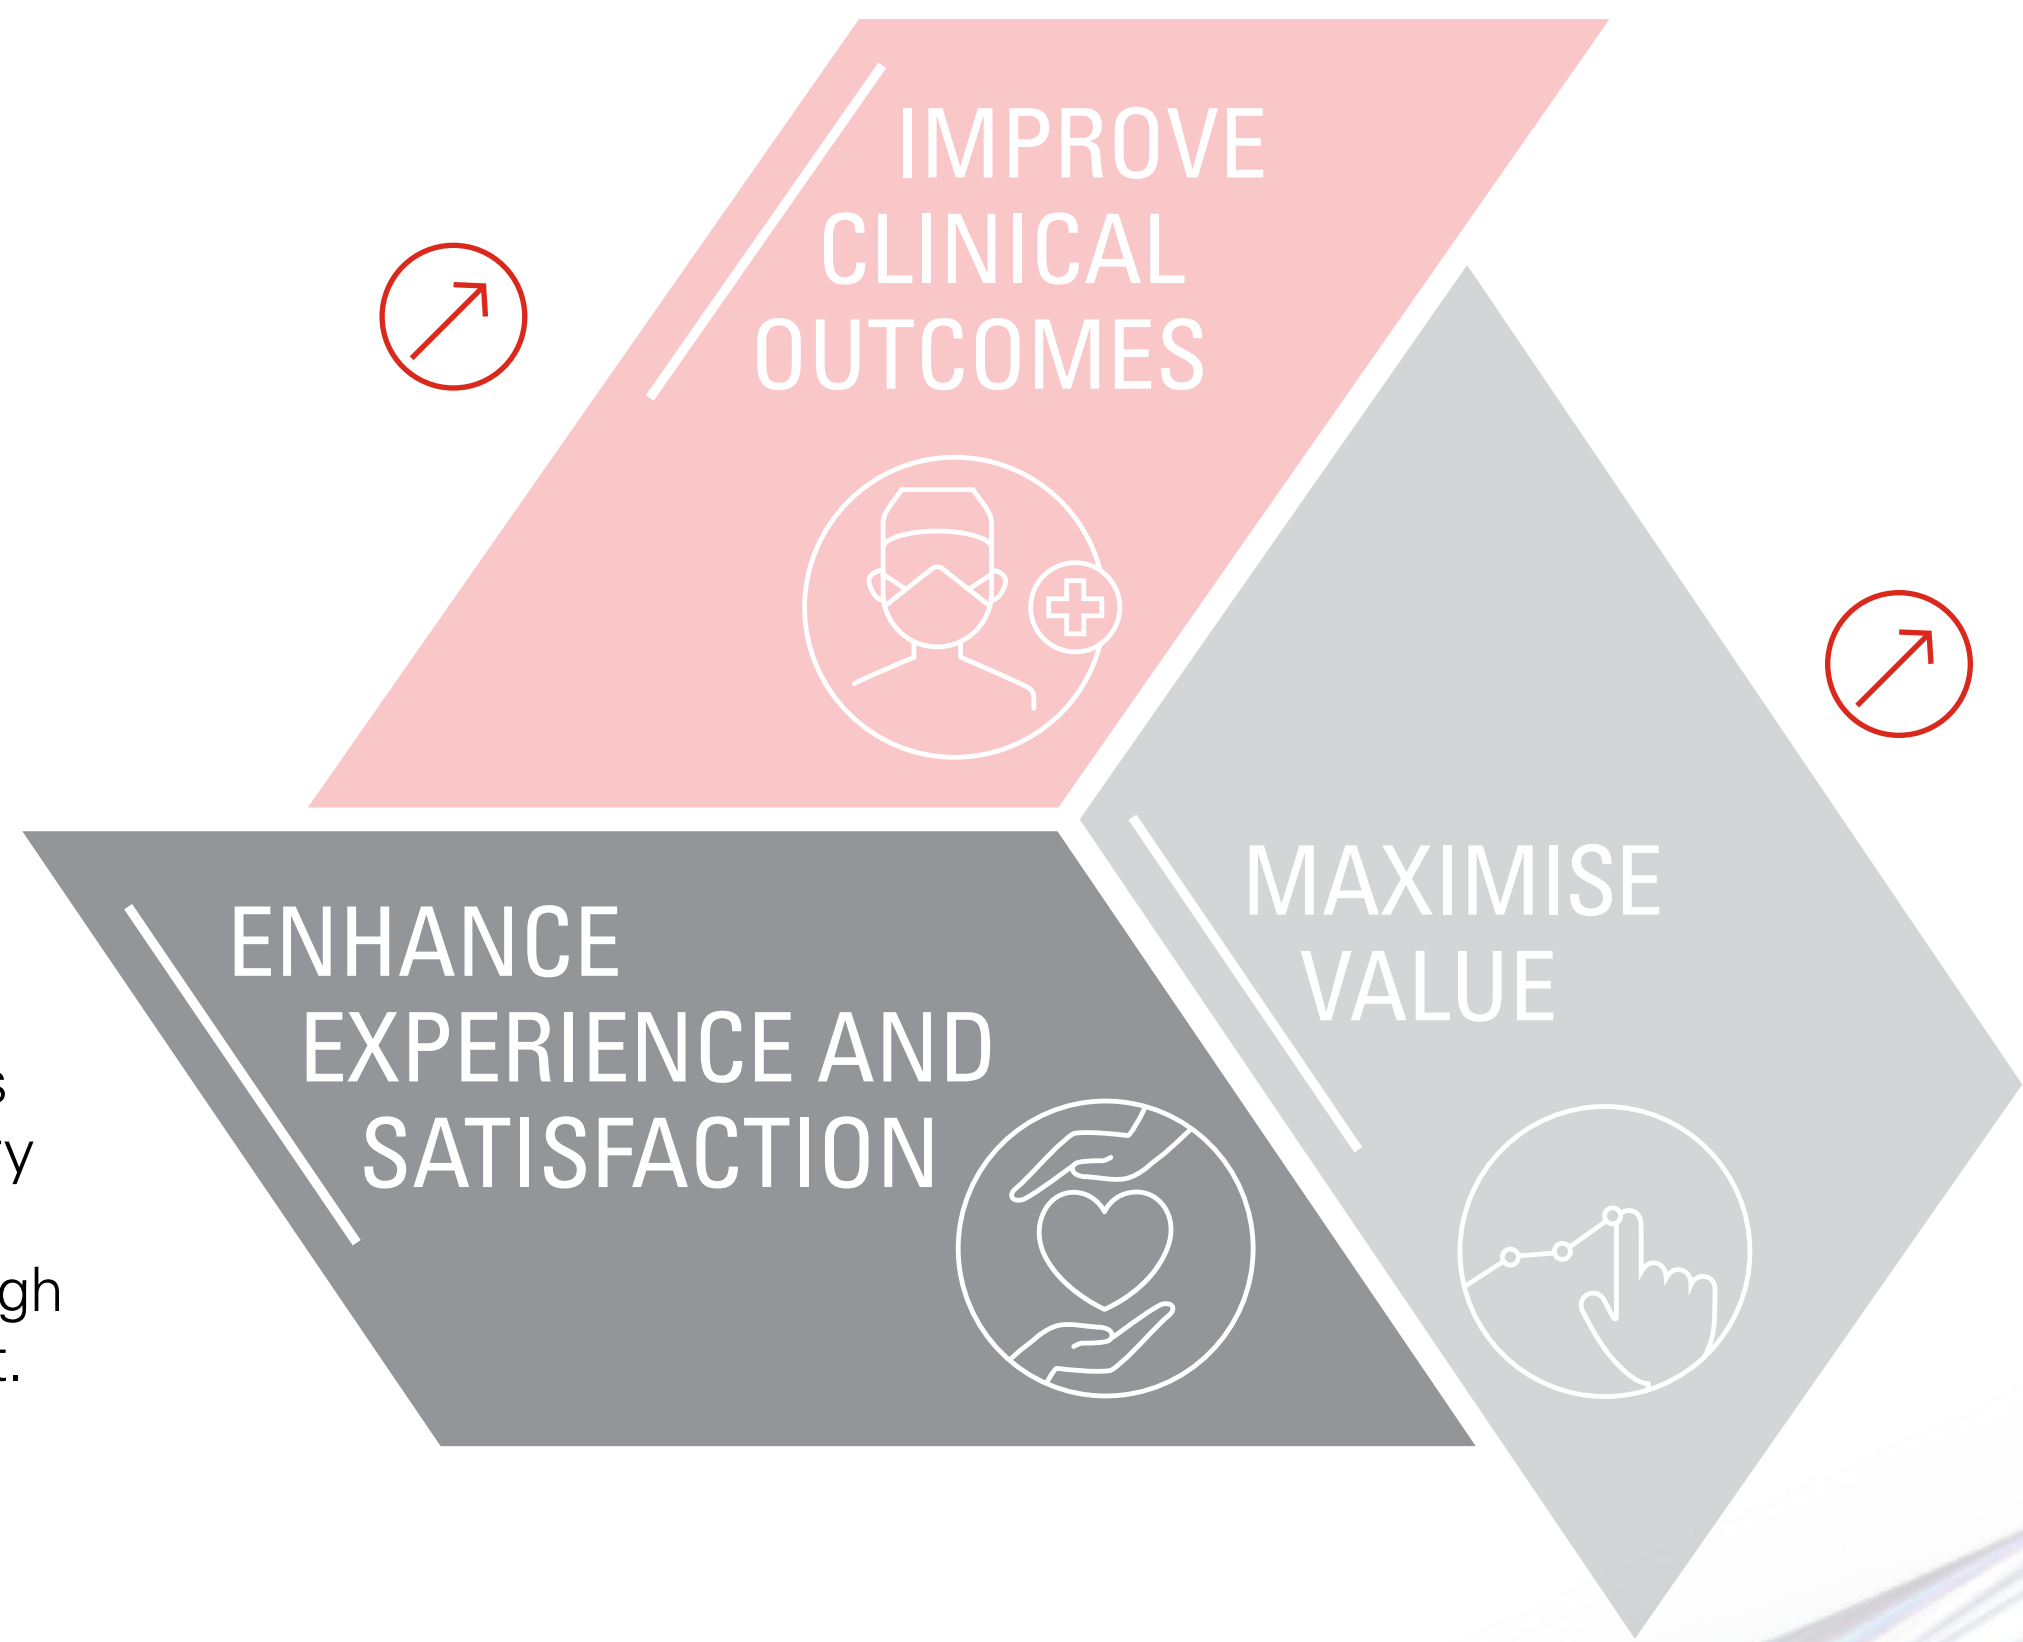 IMPROVE
CLINICAL
OUTCOMES
MAXIMISE
VALUE
ENHANCE
EXPERIENCE AND
SATISFACTION